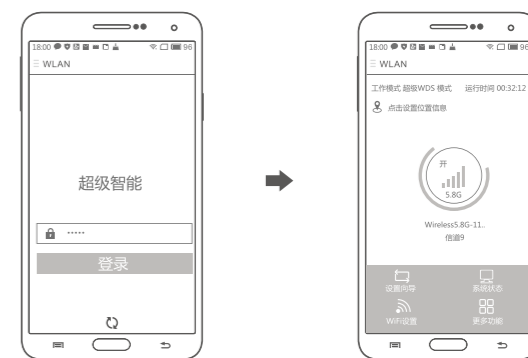 18:00 96
WLAN
超级智能
·····
登录
18:00 96
WLAN
工作模式 超级WDS 模式 运行时间 00:32:12
点击设置位置信息
开
5.8G
Wireless5.8G-11..
信道9
设置向导 系统状态
WiFi设置 更多功能